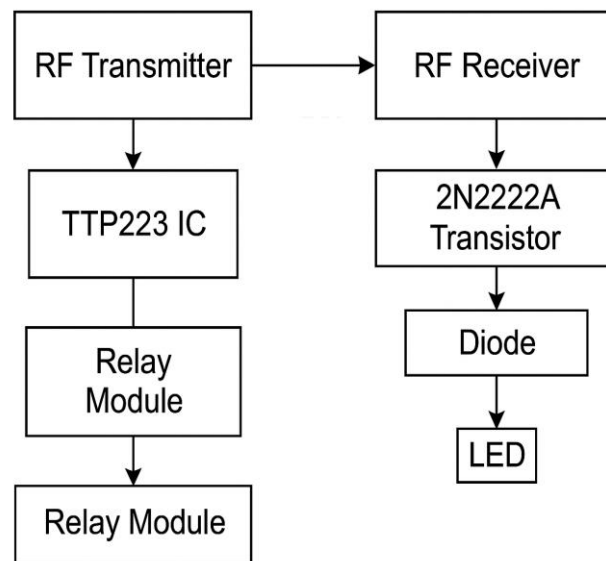 RF Transmitter
RF Receiver
TTP223 IC
2N2222A
Transistor
Relay
Module
Diode
LED
Relay Module